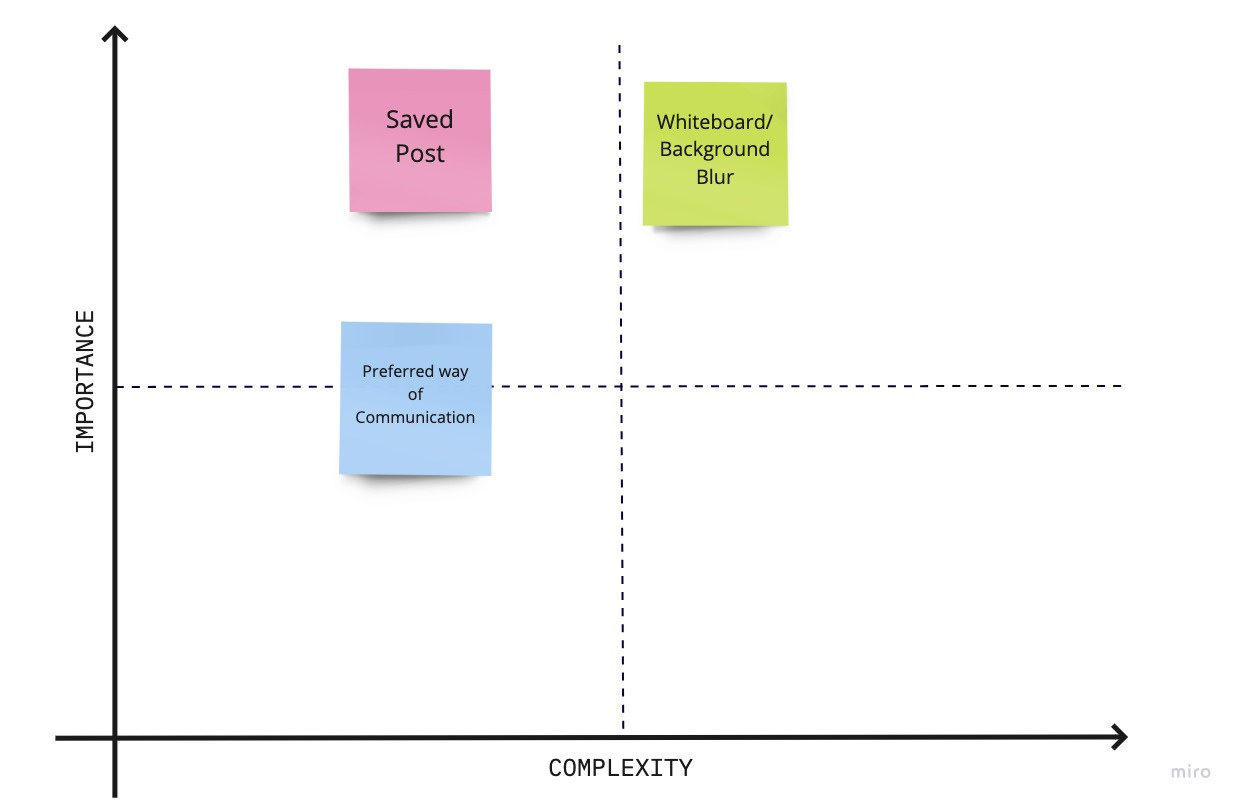 Saved
Post
Whiteboard/
Background
Blur
IMPORTANCE
Preferred way
of
Communication
COMPLEXITY
miro